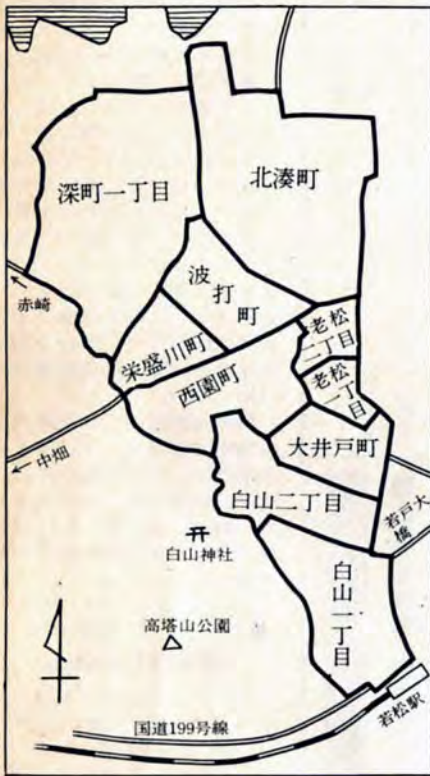 深町一丁目
北湊町
波打町
赤崎
栄盛川町
老松二丁目
西園町
老松一丁目
大井戸町
中畑
白山二丁目
若戸大橋
白山神社
白山一丁目
高塔山公園
若松駅
国道199号線